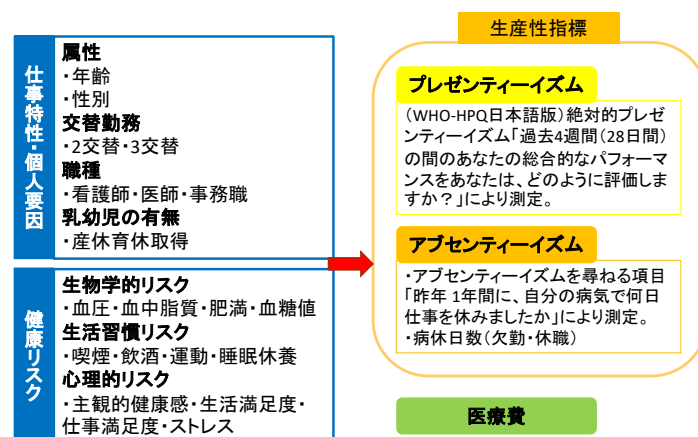 仕事特性・個人要因
属性
・年齢
・性別
交替勤務
・2交替・3交替
職種
・看護師・医師・事務職
乳幼児の有無
・産休育休取得
健康リスク
生物学的リスク
・血圧・血中脂質・肥満・血糖値
生活習慣リスク
・喫煙・飲酒・運動・睡眠休養
心理的リスク
・主観的健康感・生活満足度・
仕事満足度・ストレス
生産性指標
プレゼンティーイズム
（WHO-HPQ日本語版）絶対的プレゼ
ンティーイズム「過去4週間（28日間）
の間のあなたの総合的なパフォーマ
ンスをあなたは、どのように評価しま
すか？」により測定。
アブセンティーイズム
・アブセンティーイズムを尋ねる項目
「昨年 1年間に、自分の病気で何日
仕事を休みましたか」により測定。
・病休日数（欠勤・休職）
医療費